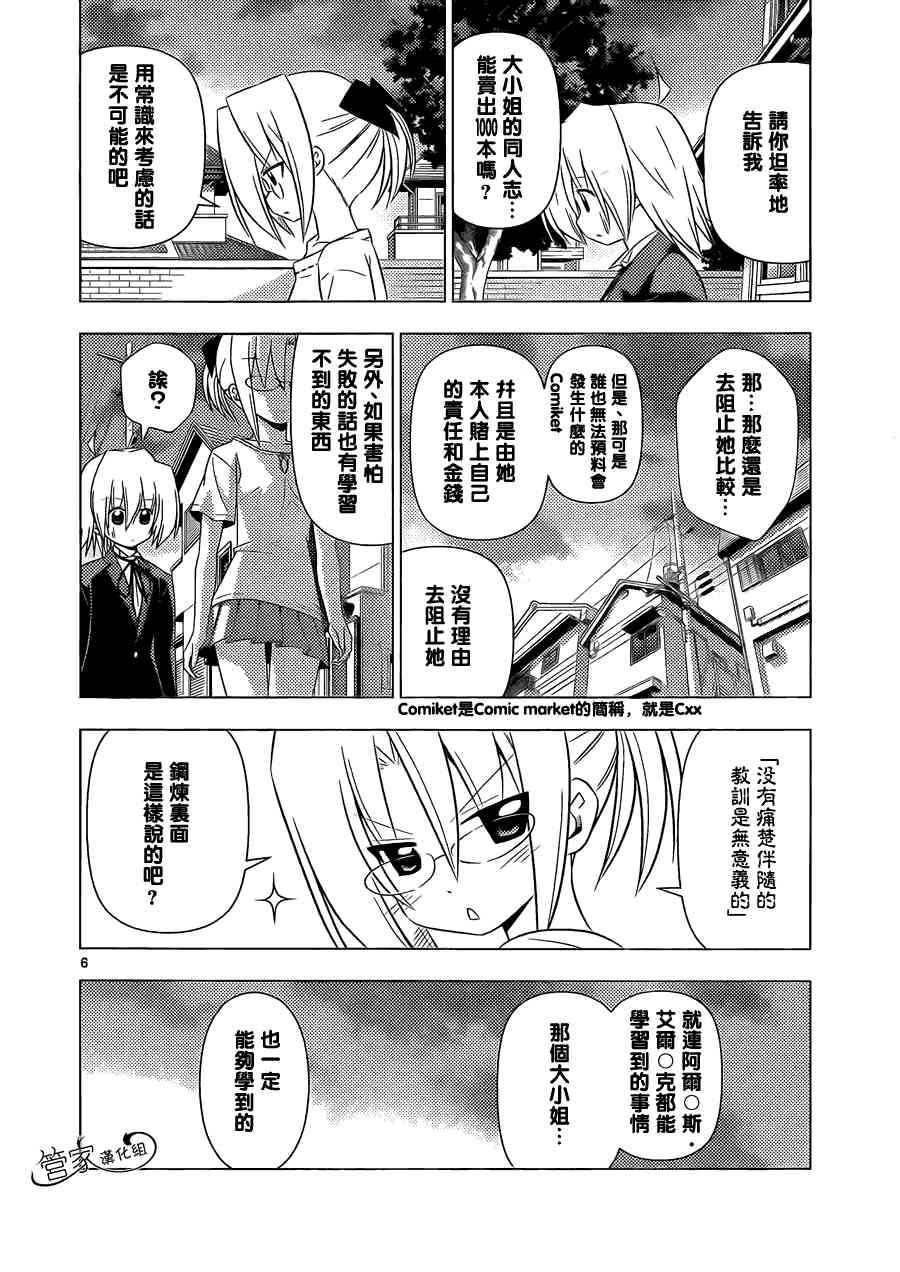 請你坦率地
告訴我
大小姐的同人志…
能賣出1000本嗎？
用常識來考慮的話
是不可能的吧
那…那麼還是
去阻止她比較…
但是、那可是
誰也無法預料會
發生什麼的
Comiket
幷且是由她
本人賭上自己
的責任和金錢
沒有理由
去阻止她
另外、如果害怕
失敗的話也有學習
不到的東西
誒？
Comiket是Comic market的簡稱，就是Cxx
「没有痛楚伴隨的
教訓是無意義的」
鋼煉裏面
是這樣說的吧？
6
就連阿爾○斯・
艾爾○克都能
學習到的事情
那個大小姐…
也一定
能夠學到的
管家漢化組